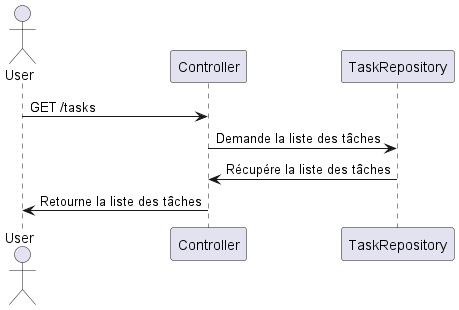 User
Controller
TaskRepository
GET /tasks
Demande la liste des tâches
Récupére la liste des tâches
Retourne la liste des tâches
User
Controller
TaskRepository